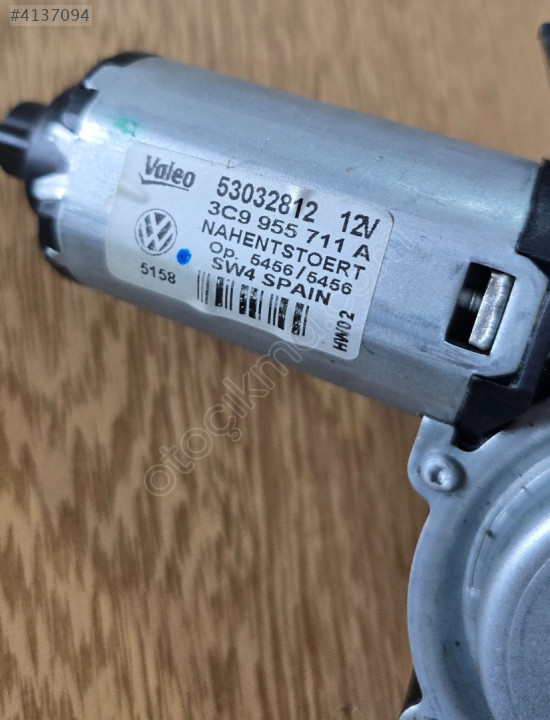 #4137094
Valeo
53032812 12V
3C9 955 711 A
NAHENTSTOERT
OP. 5456/5456
SW4 SPAIN
5158
HW02
otoçıkma